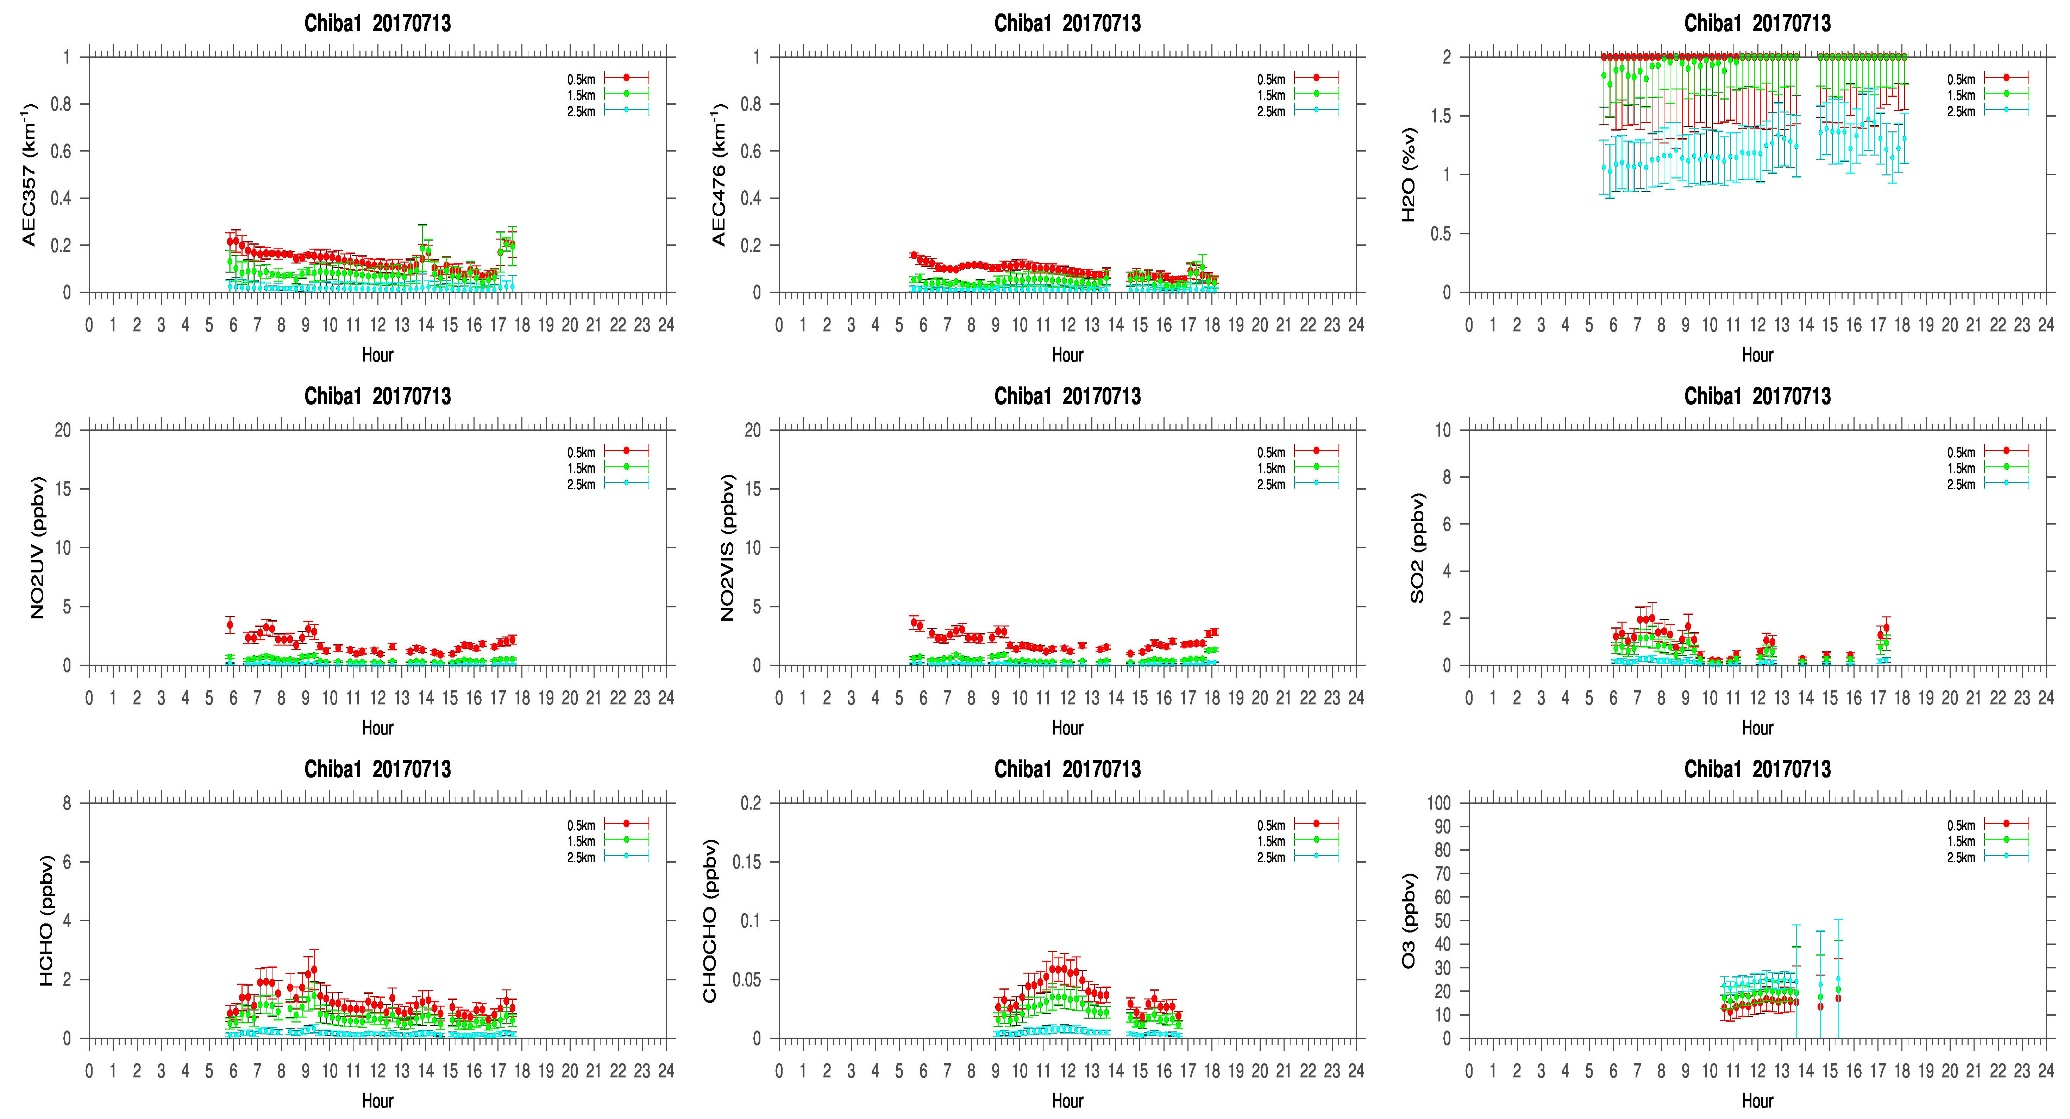 Chiba1 20170713
AEC357 (km-1)
1
0.8
0.6
0.4
0.2
0
0.5km
1.5km
2.5km
0 1 2 3 4 5 6 7 8 9 10 11 12 13 14 15 16 17 18 19 20 21 22 23 24
Hour
Chiba1 20170713
AEC476 (km-1)
1
0.8
0.6
0.4
0.2
0
0.5km
1.5km
2.5km
0 1 2 3 4 5 6 7 8 9 10 11 12 13 14 15 16 17 18 19 20 21 22 23 24
Hour
Chiba1 20170713
H2O (%v)
2
1.5
1
0.5
0
0.5km
1.5km
2.5km
0 1 2 3 4 5 6 7 8 9 10 11 12 13 14 15 16 17 18 19 20 21 22 23 24
Hour
Chiba1 20170713
NO2UV (ppbv)
20
15
10
5
0
0.5km
1.5km
2.5km
0 1 2 3 4 5 6 7 8 9 10 11 12 13 14 15 16 17 18 19 20 21 22 23 24
Hour
Chiba1 20170713
NO2VIS (ppbv)
20
15
10
5
0
0.5km
1.5km
2.5km
0 1 2 3 4 5 6 7 8 9 10 11 12 13 14 15 16 17 18 19 20 21 22 23 24
Hour
Chiba1 20170713
SO2 (ppbv)
10
8
6
4
2
0
0.5km
1.5km
2.5km
0 1 2 3 4 5 6 7 8 9 10 11 12 13 14 15 16 17 18 19 20 21 22 23 24
Hour
Chiba1 20170713
HCHO (ppbv)
8
6
4
2
0
0.5km
1.5km
2.5km
0 1 2 3 4 5 6 7 8 9 10 11 12 13 14 15 16 17 18 19 20 21 22 23 24
Hour
Chiba1 20170713
CHOCHO (ppbv)
0.2
0.15
0.1
0.05
0
0.5km
1.5km
2.5km
0 1 2 3 4 5 6 7 8 9 10 11 12 13 14 15 16 17 18 19 20 21 22 23 24
Hour
Chiba1 20170713
O3 (ppbv)
100
90
80
70
60
50
40
30
20
10
0
0.5km
1.5km
2.5km
0 1 2 3 4 5 6 7 8 9 10 11 12 13 14 15 16 17 18 19 20 21 22 23 24
Hour